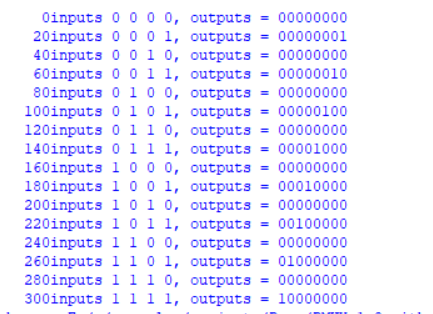 0inputs 0 0 0 0, outputs = 00000000
20inputs 0 0 0 1, outputs = 00000001
40inputs 0 0 1 0, outputs = 00000000
60inputs 0 0 1 1, outputs = 00000010
80inputs 0 1 0 0, outputs = 00000000
100inputs 0 1 0 1, outputs = 00000100
120inputs 0 1 1 0, outputs = 00000000
140inputs 0 1 1 1, outputs = 00001000
160inputs 1 0 0 0, outputs = 00000000
180inputs 1 0 0 1, outputs = 00010000
200inputs 1 0 1 0, outputs = 00000000
220inputs 1 0 1 1, outputs = 00100000
240inputs 1 1 0 0, outputs = 00000000
260inputs 1 1 0 1, outputs = 01000000
280inputs 1 1 1 0, outputs = 00000000
300inputs 1 1 1 1, outputs = 10000000